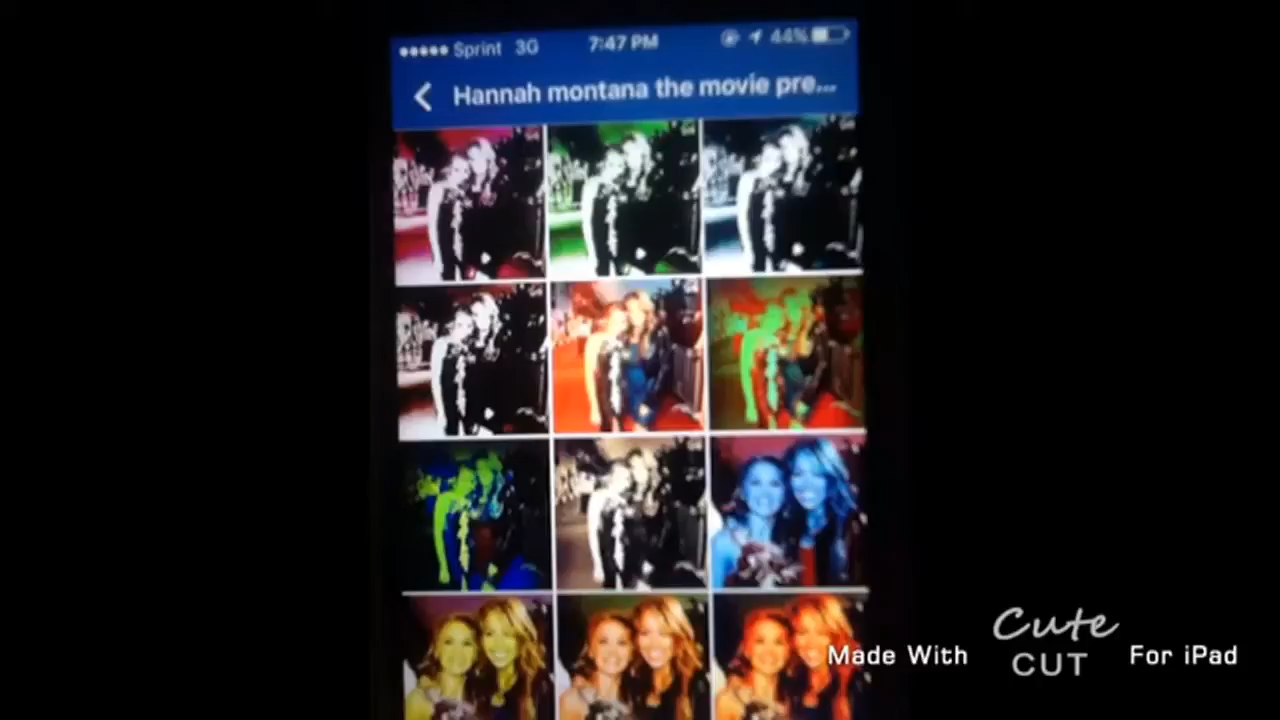 Sprint 3G 7:47 PM 44%
Hannah montana the movie pre...
Cute
Made With CUT For iPad